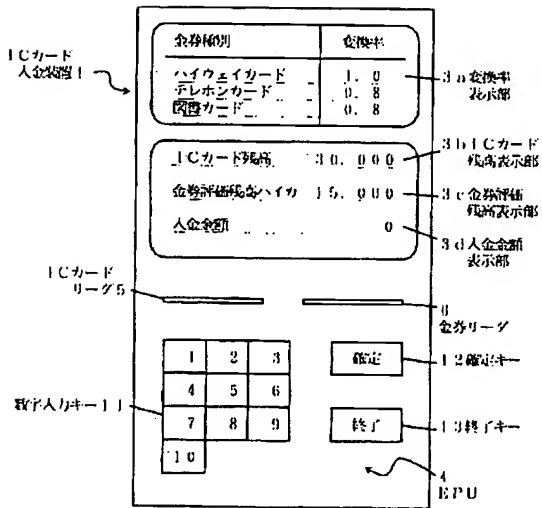 金券種別 変換率
ICカード
入金装置1
ハイウェイカード 1.0
テレホンカード 0.8
図書カード 0.8
3a変換率
表示部
ICカード残高 30,000
3bICカード
残高表示部
金券評価残高ハイカ 15,000
3c金券評価
残高表示部
入金金額 0
3d入金金額
表示部
ICカード
リーダ5
6
金券リーダ
1 2 3
4 5 6
7 8 9
10
数字入力キー11
確定
12確定キー
終了
13終了キー
4
EPU